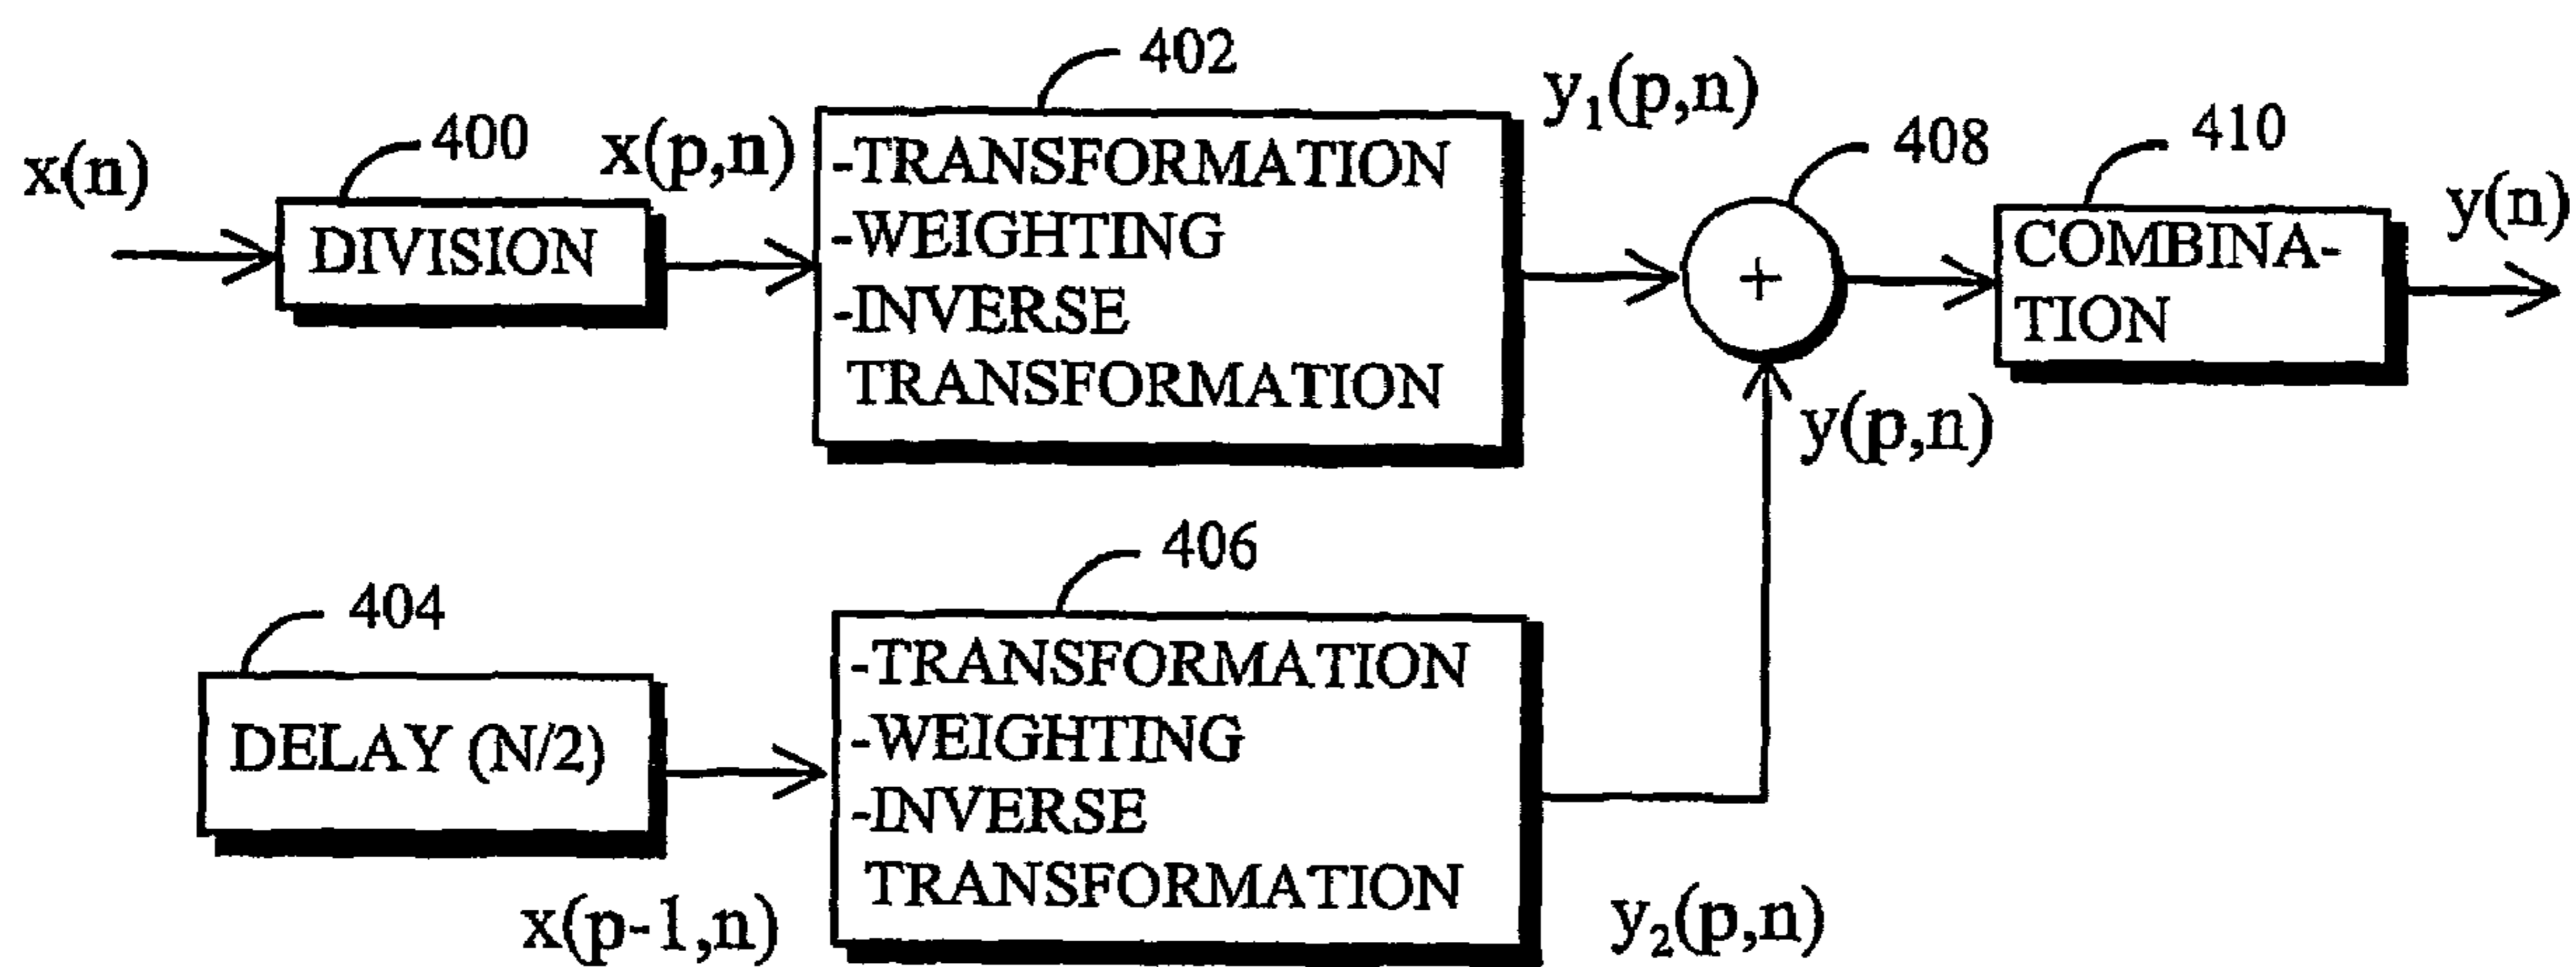 402
y₁(p,n)
x(n)
400
x(p,n)
408
410
y(n)
DIVISION
-TRANSFORMATION
-WEIGHTING
-INVERSE
TRANSFORMATION
+
COMBINA-
TION
y(p,n)
404
406
DELAY (N/2)
-TRANSFORMATION
-WEIGHTING
-INVERSE
TRANSFORMATION
x(p-1,n)
y₂(p,n)